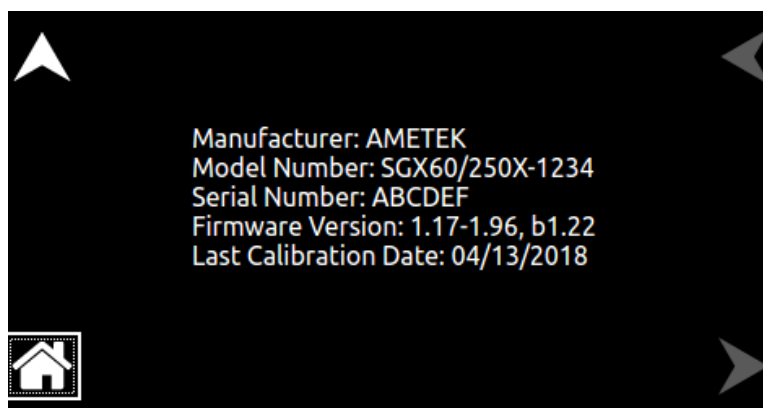 Manufacturer: AMETEK
Model Number: SGX60/250X-1234
Serial Number: ABCDEF
Firmware Version: 1.17-1.96, b1.22
Last Calibration Date: 04/13/2018